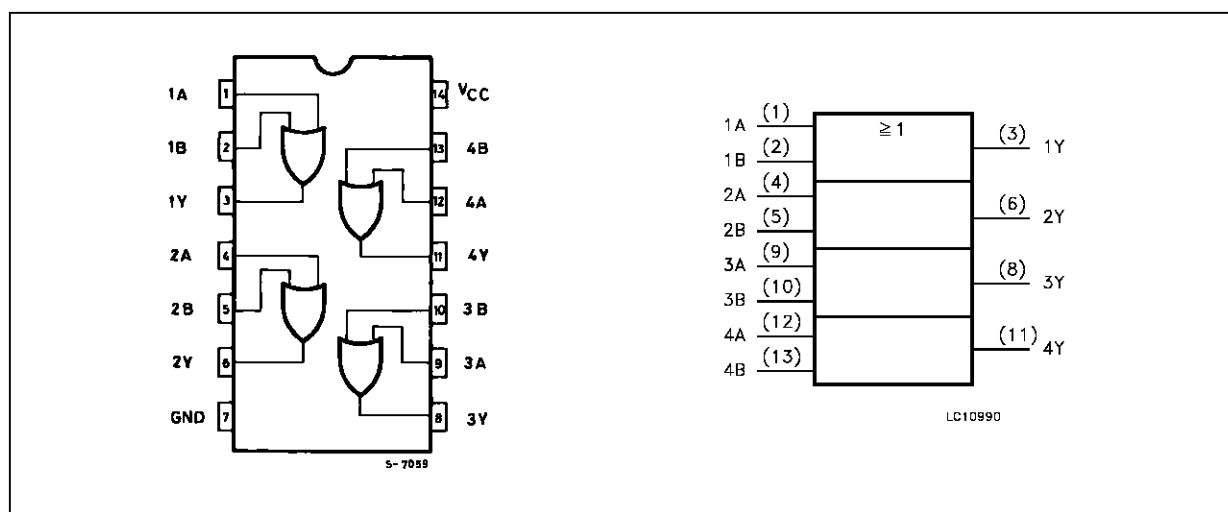 1A 1 14 VCC
1B 2 13 4B
1Y 3 12 4A
2A 4 11 4Y
2B 5 10 3B
2Y 6 9 3A
GND 7 8 3Y
S-7059
≧1
1A (1)
1B (2)
2A (4)
2B (5)
3A (9)
3B (10)
4A (12)
4B (13)
(3) 1Y
(6) 2Y
(8) 3Y
(11) 4Y
LC10990